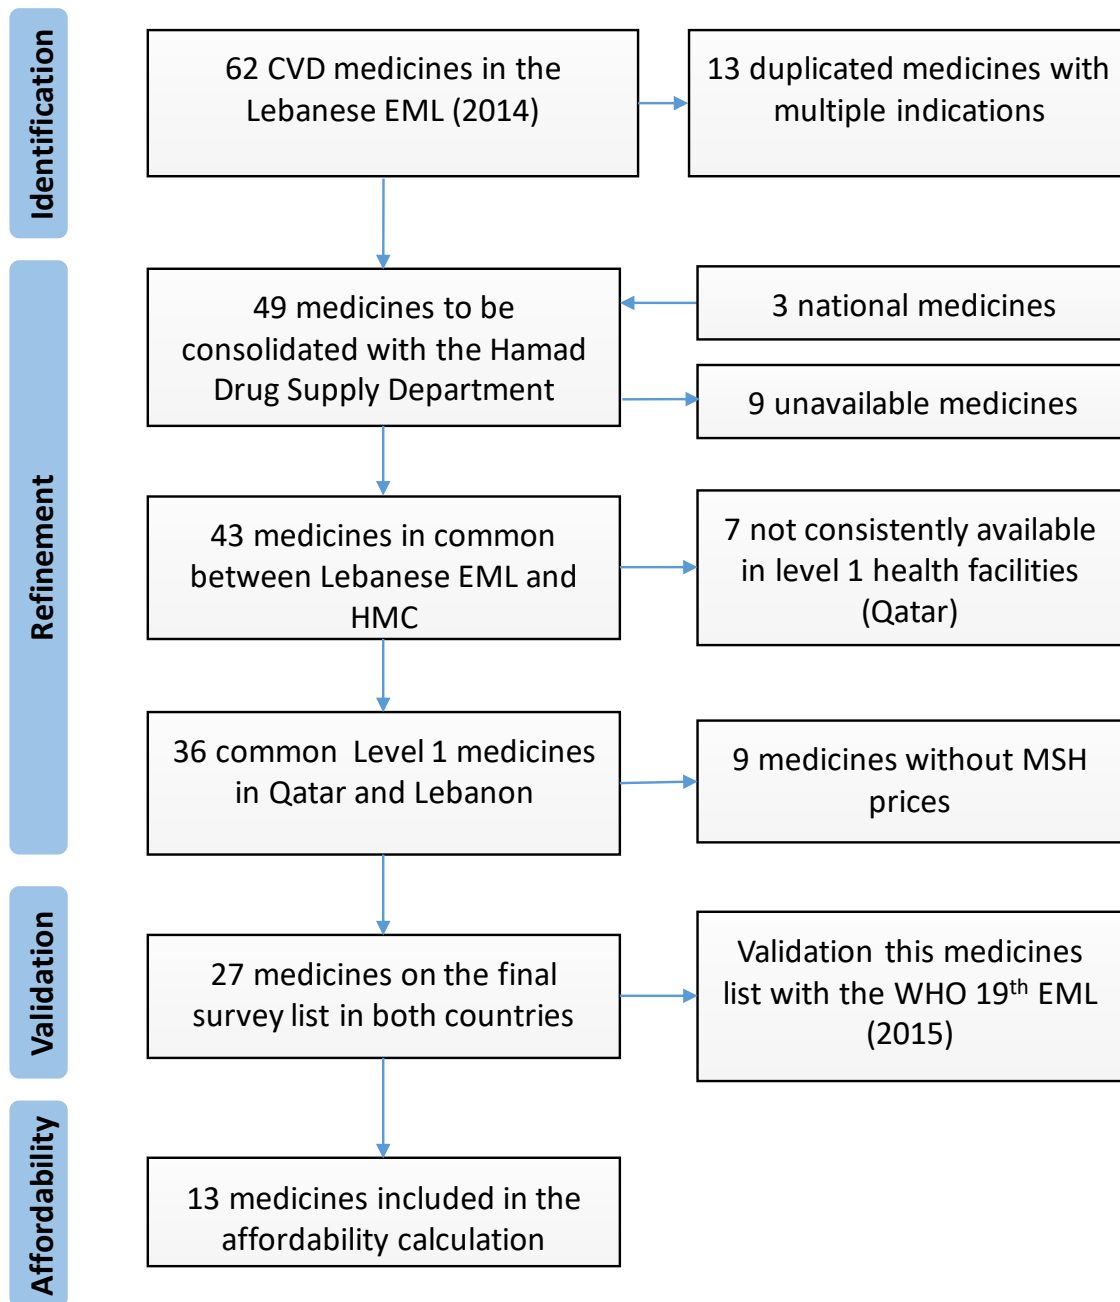 Identification
62 CVD medicines in the
Lebanese EML (2014)
13 duplicated medicines with
multiple indications
Refinement
49 medicines to be
consolidated with the Hamad
Drug Supply Department
3 national medicines
9 unavailable medicines
43 medicines in common
between Lebanese EML and
HMC
7 not consistently available
in level 1 health facilities
(Qatar)
36 common Level 1 medicines
in Qatar and Lebanon
9 medicines without MSH
prices
Validation
27 medicines on the final
survey list in both countries
Validation this medicines
list with the WHO 19th EML
(2015)
Affordability
13 medicines included in the
affordability calculation